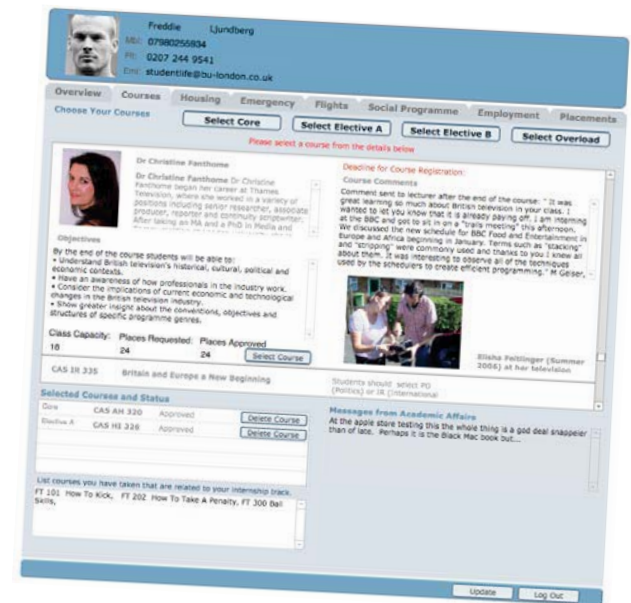 Freddie Ljundberg
Mbl: 07980255934
Ph: 0207 244 9541
Eml: studentlife@bu-london.co.uk
Overview Courses Housing Emergency Flights Social Programme Employment Placements
Choose Your Courses
Select Core Select Elective A Select Elective B Select Overload
Please select a course from the details below
Dr Christine Fanthome
Dr Christine Fanthome Dr Christine
Fanthome began her career at Thames
Television, where she worked in a variety of
positions including senior researcher, associate
producer, reporter and continuity scriptwriter.
After taking an MA and a PhD in Media and
Objectives
By the end of the course students will be able to:
• Understand British television's historical, cultural, political and
economic contexts.
• Have an awareness of how professionals in the industry work.
• Consider the implications of current economic and technological
changes in the British television industry.
• Show greater insight about the conventions, objectives and
structures of specific programme genres.
Class Capacity: Places Requested: Places Approved
18 24 24 Select Course
Deadline for Course Registration:
Course Comments
Comment sent to lecturer after the end of the course: " It was
great learning so much about British television in your class. I
wanted to let you know that it is already paying off. I am interning
at the BBC and got to sit in on a "trails meeting" this afternoon.
We discussed the new schedule for BBC Food and Entertainment in
Europe and Africa beginning in January. Terms such as "stacking"
and "stripping" were commonly used and thanks to you I knew all
about them. It was interesting to observe all of the techniques
used by the schedulers to create efficient programming." M Geiser,
Elisha Peitlinger (Summer
2006) at her television
CAS IR 335 Britain and Europe a New Beginning
Students should select PO
(Politics) or IR (International
Selected Courses and Status
Core CAS AH 320 Approved Delete Course
Elective A CAS HI 326 Approved Delete Course
Messages from Academic Affairs
At the apple store testing this the whole thing is a god deal snappeier
than of late. Perhaps it is the Black Mac book but...
List courses you have taken that are related to your internship track.
FT 101 How To Kick, FT 202 How To Take A Penalty, FT 300 Ball
Skills,
Update Log Out